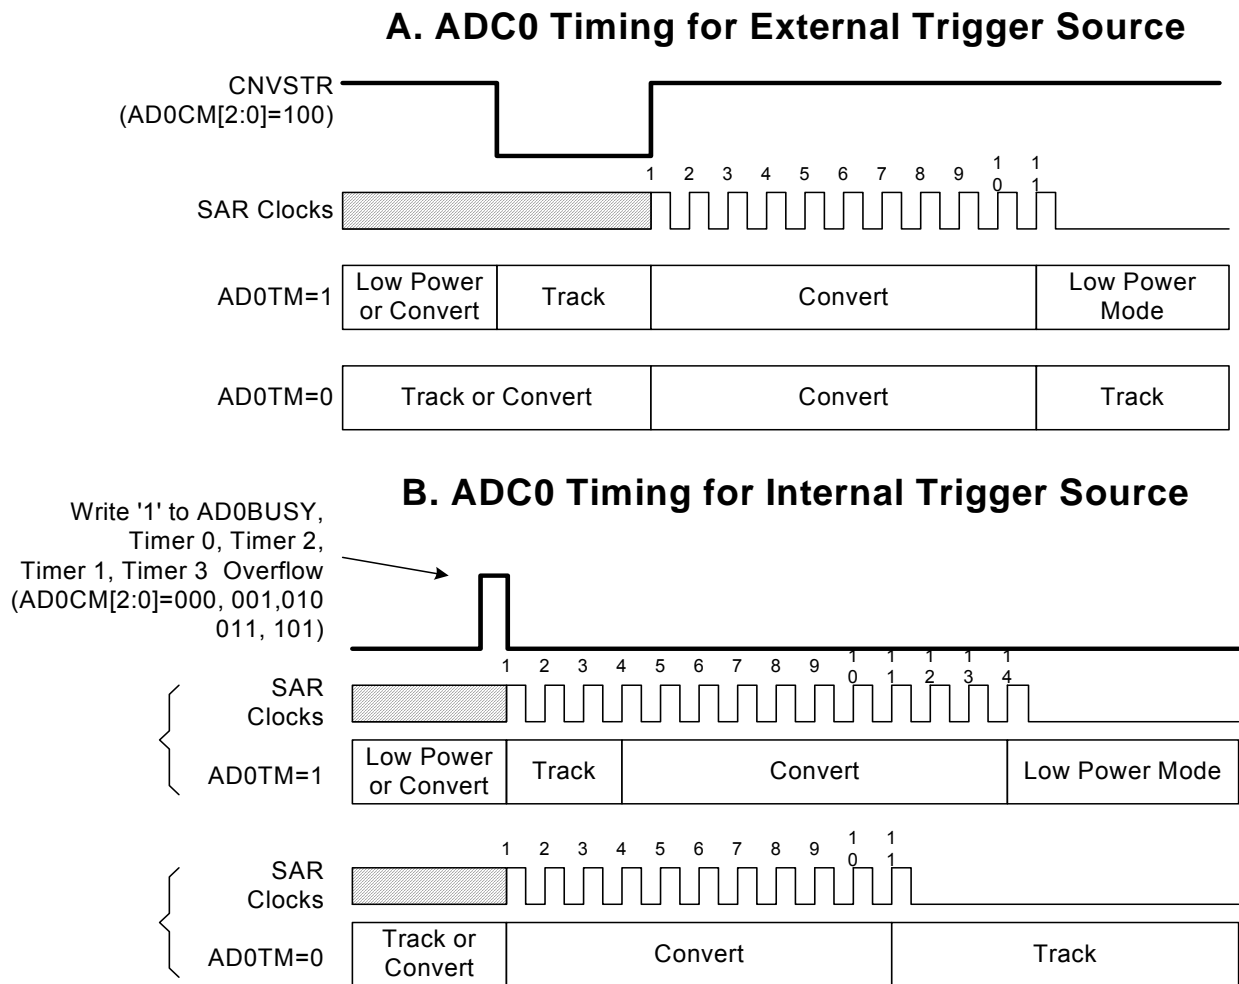 A. ADC0 Timing for External Trigger Source
CNVSTR
(AD0CM[2:0]=100)
1 2 3 4 5 6 7 8 9 10 11
SAR Clocks
AD0TM=1
Low Power
or Convert
Track
Convert
Low Power
Mode
AD0TM=0
Track or Convert
Convert
Track
B. ADC0 Timing for Internal Trigger Source
Write '1' to AD0BUSY,
Timer 0, Timer 2,
Timer 1, Timer 3 Overflow
(AD0CM[2:0]=000, 001,010
011, 101)
1 2 3 4 5 6 7 8 9 10 11 12 13 14
SAR
Clocks
AD0TM=1
Low Power
or Convert
Track
Convert
Low Power Mode
1 2 3 4 5 6 7 8 9 10 11
SAR
Clocks
AD0TM=0
Track or
Convert
Convert
Track